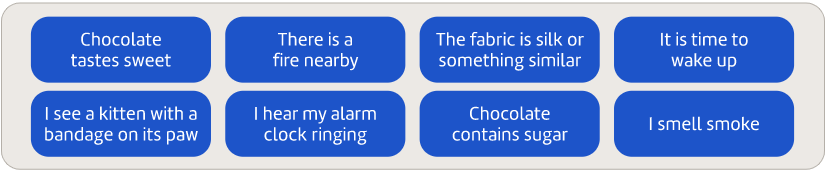 Chocolate
tastes sweet
There is a
fire nearby
The fabric is silk or
something similar
It is time to
wake up
I see a kitten with a
bandage on its paw
I hear my alarm
clock ringing
Chocolate
contains sugar
I smell smoke